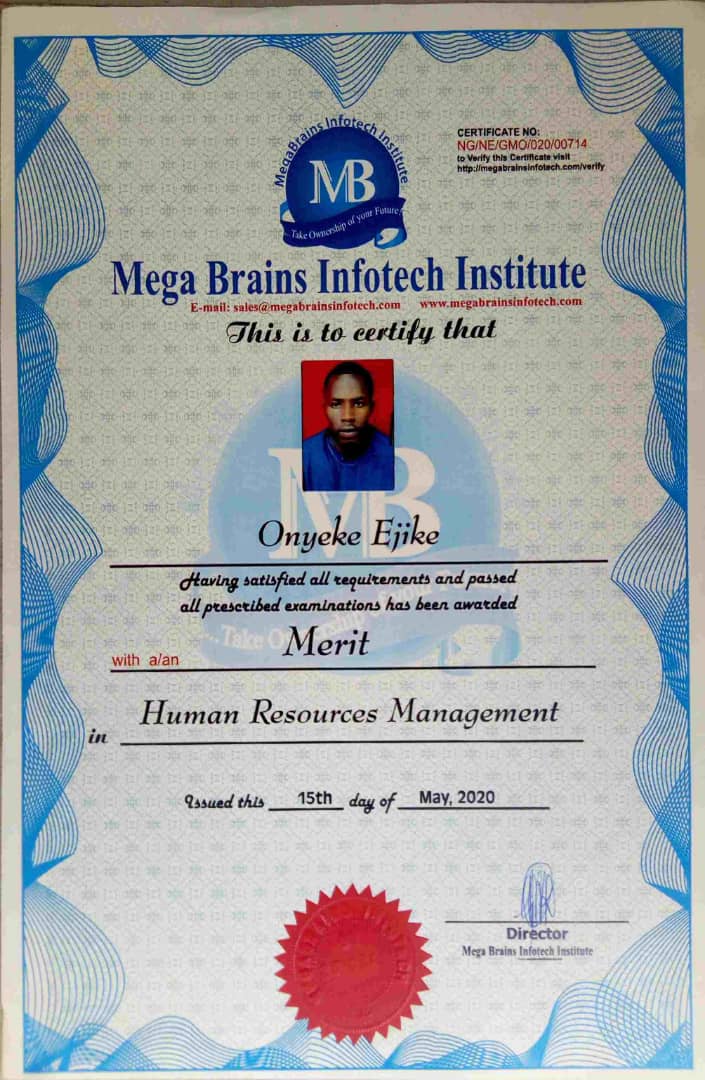 CERTIFICATE NO:
NG/NE/GMO/020/00714
to Verify this Certificate visit
http://megabrainsinfotech.com/verify
MegaBrains Infotech Institute
MB
...Take Ownership of your Future!
Mega Brains Infotech Institute
E-mail: sales@megabrainsinfotech.com www.megabrainsinfotech.com
This is to certify that
MB
Onyeke Ejike
Having satisfied all requirements and passed
all prescribed examinations has been awarded
...Take
with a/an Merit
in Human Resources Management
Issued this 15th day of May, 2020
Director
Mega Brains Infotech Institute